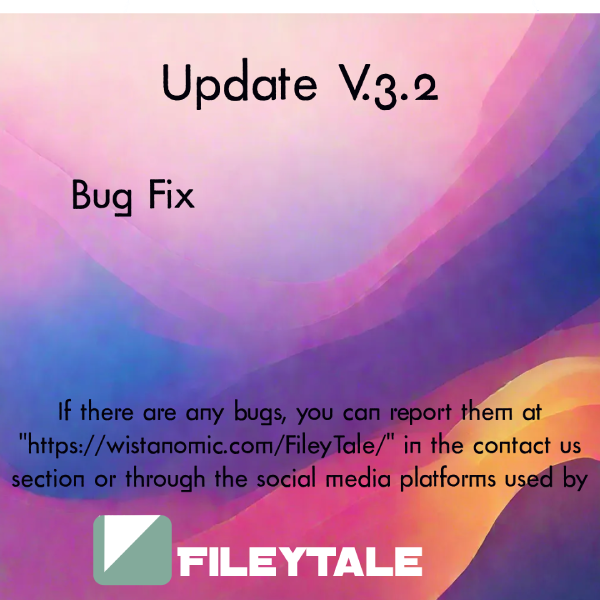 Update V.3.2
Bug Fix
If there are any bugs, you can report them at
"https://wistanomic.com/FileyTale/" in the contact us
section or through the social media platforms used by
FILEYTALE